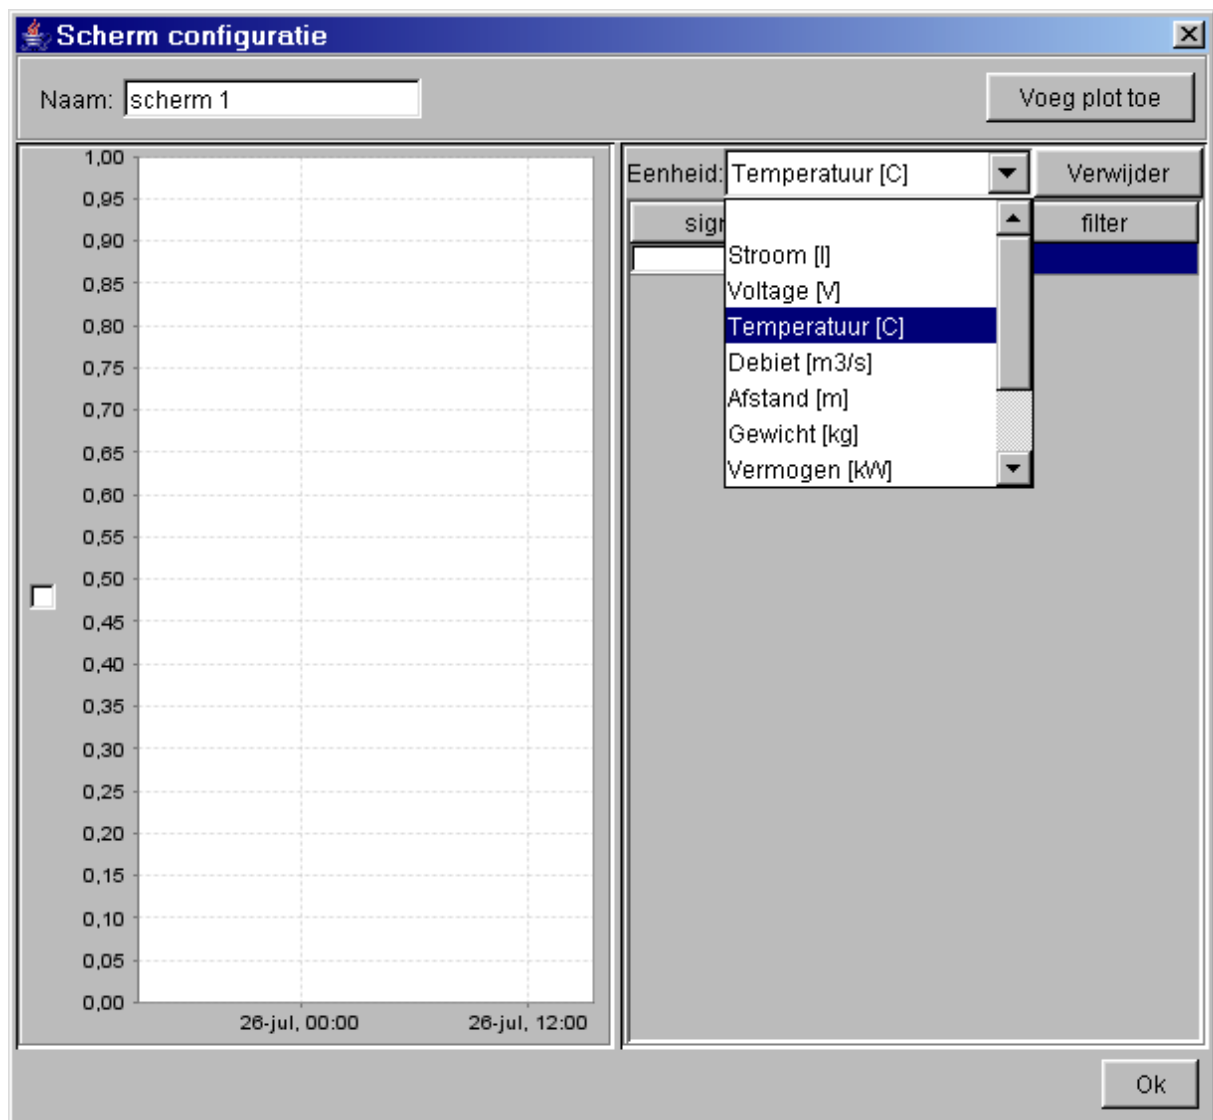 Scherm configuratie
Naam: scherm 1
Voeg plot toe
Eenheid: Temperatuur [C]
Verwijder
filter
Stroom [I]
Voltage [V]
Temperatuur [C]
Debiet [m3/s]
Afstand [m]
Gewicht [kg]
Vermogen [kW]
1,00
0,95
0,90
0,85
0,80
0,75
0,70
0,65
0,60
0,55
0,50
0,45
0,40
0,35
0,30
0,25
0,20
0,15
0,10
0,05
0,00
26-jul, 00:00
26-jul, 12:00
Ok